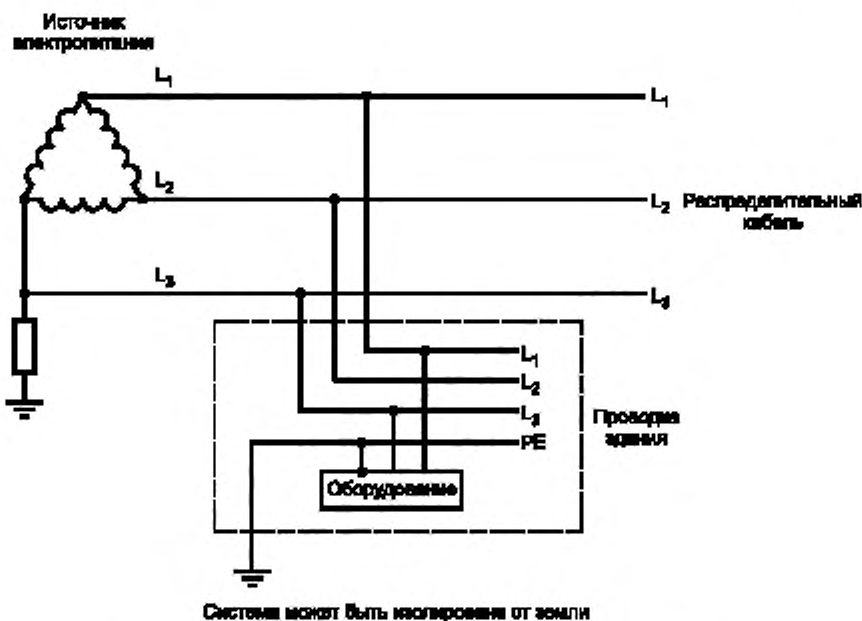 Источник
электропитания
L₁
L₁
L₂
L₂
Распределительный
кабель
L₃
L₃
L₁
L₂
L₃
PE
Проводка
здания
Оборудование
Система может быть изолирована от земли